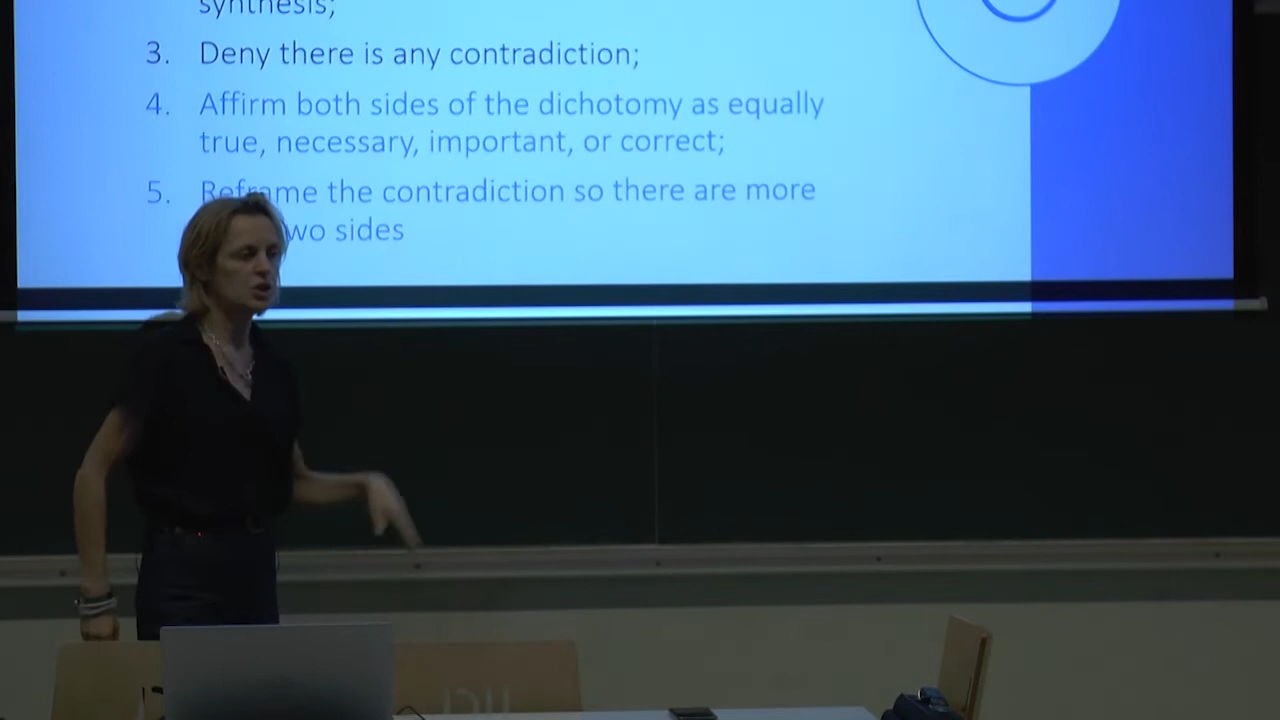 synthesis;
3. Deny there is any contradiction;
4. Affirm both sides of the dichotomy as equally
true, necessary, important, or correct;
5. Reframe the contradiction so there are more
two sides